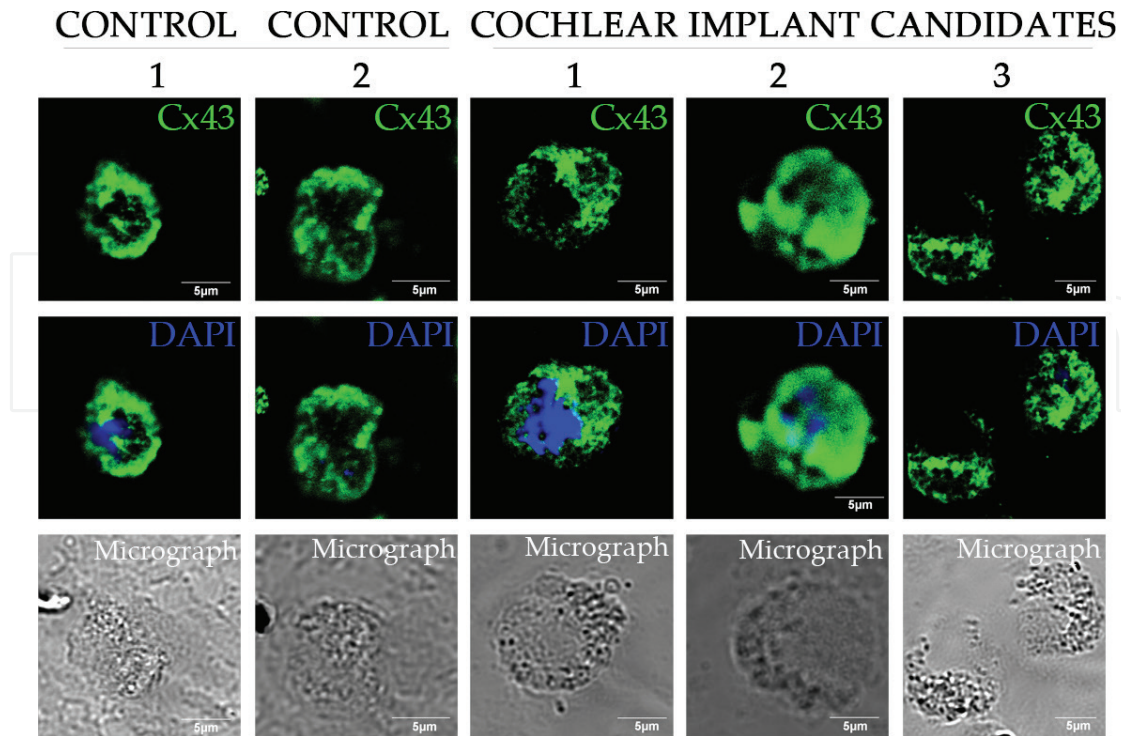 CONTROL CONTROL COCHLEAR IMPLANT CANDIDATES
1 2 1 2 3
Cx43 Cx43 Cx43 Cx43 Cx43
5µm 5µm 5µm 5µm
DAPI DAPI DAPI DAPI DAPI
5µm
Micrograph Micrograph Micrograph Micrograph Micrograph
5µm 5µm 5µm 5µm 5µm